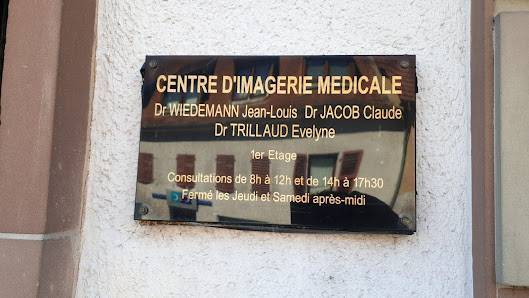 CENTRE D'IMAGERIE MEDICALE
Dr WIEDEMANN Jean-Louis Dr JACOB Claude
Dr TRILLAUD Evelyne
1er Etage
Consultations de 8h à 12h et de 14h à 17h30
Fermé les Jeudi et Samedi après-midi